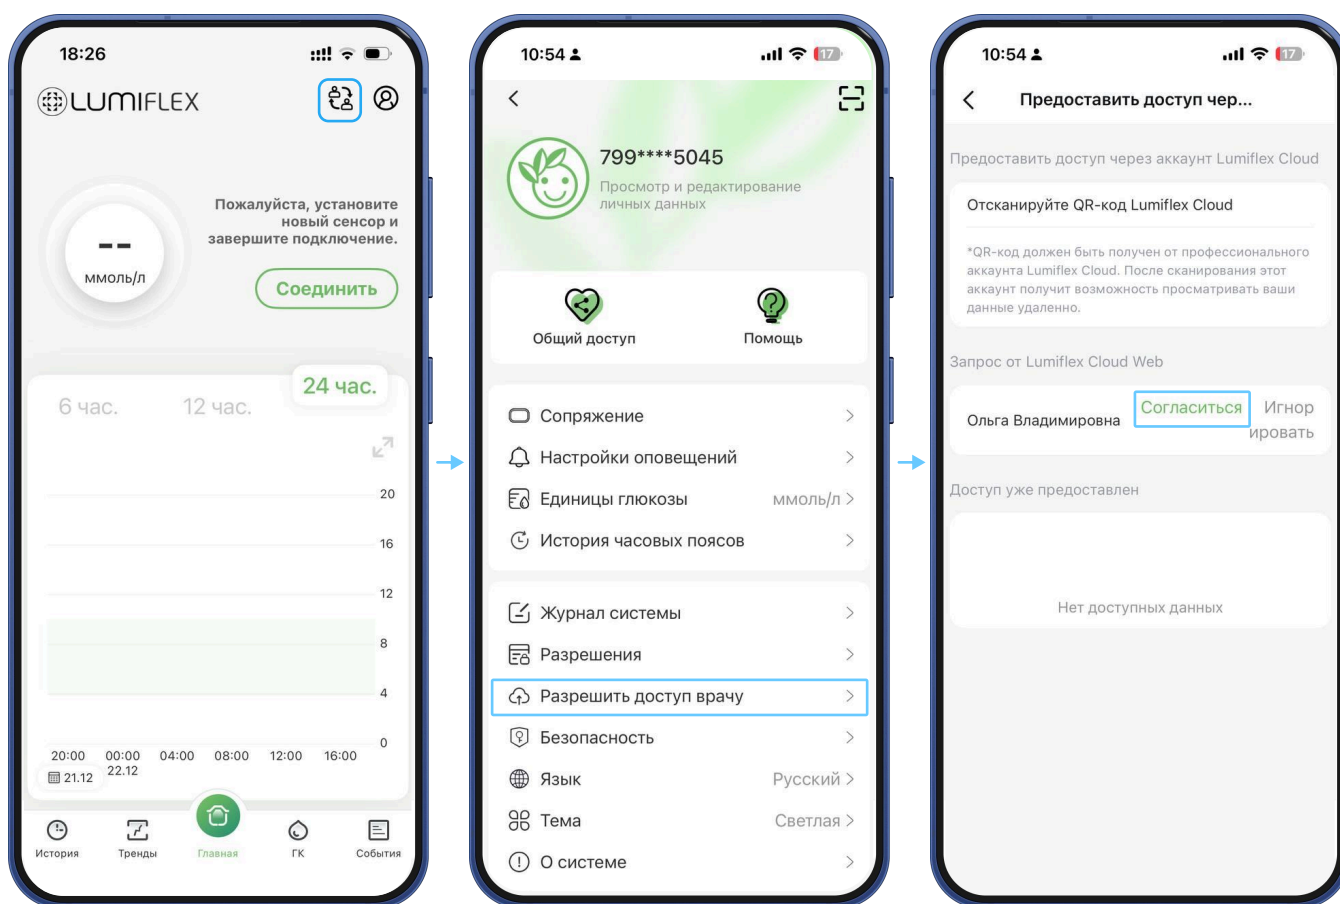 18:26
LUMIFLEX
Пожалуйста, установите
новый сенсор и
завершите подключение.
--
ммоль/л
Соединить
6 час.
12 час.
24 час.
20
16
12
8
4
0
20:00 00:00 04:00 08:00 12:00 16:00
21.12 22.12
История Тренды Главная ГК События
10:54
17
799****5045
Просмотр и редактирование
личных данных
Общий доступ
Помощь
Сопряжение
Настройки оповещений
Единицы глюкозы ммоль/л
История часовых поясов
Журнал системы
Разрешения
Разрешить доступ врачу
Безопасность
Язык Русский
Тема Светлая
О системе
10:54
17
Предоставить доступ чер...
Предоставить доступ через аккаунт Lumiflex Cloud
Отсканируйте QR-код Lumiflex Cloud
*QR-код должен быть получен от профессионального
аккаунта Lumiflex Cloud. После сканирования этот
аккаунт получит возможность просматривать ваши
данные удаленно.
Запрос от Lumiflex Cloud Web
Ольга Владимировна
Согласиться
Игнор
ировать
Доступ уже предоставлен
Нет доступных данных